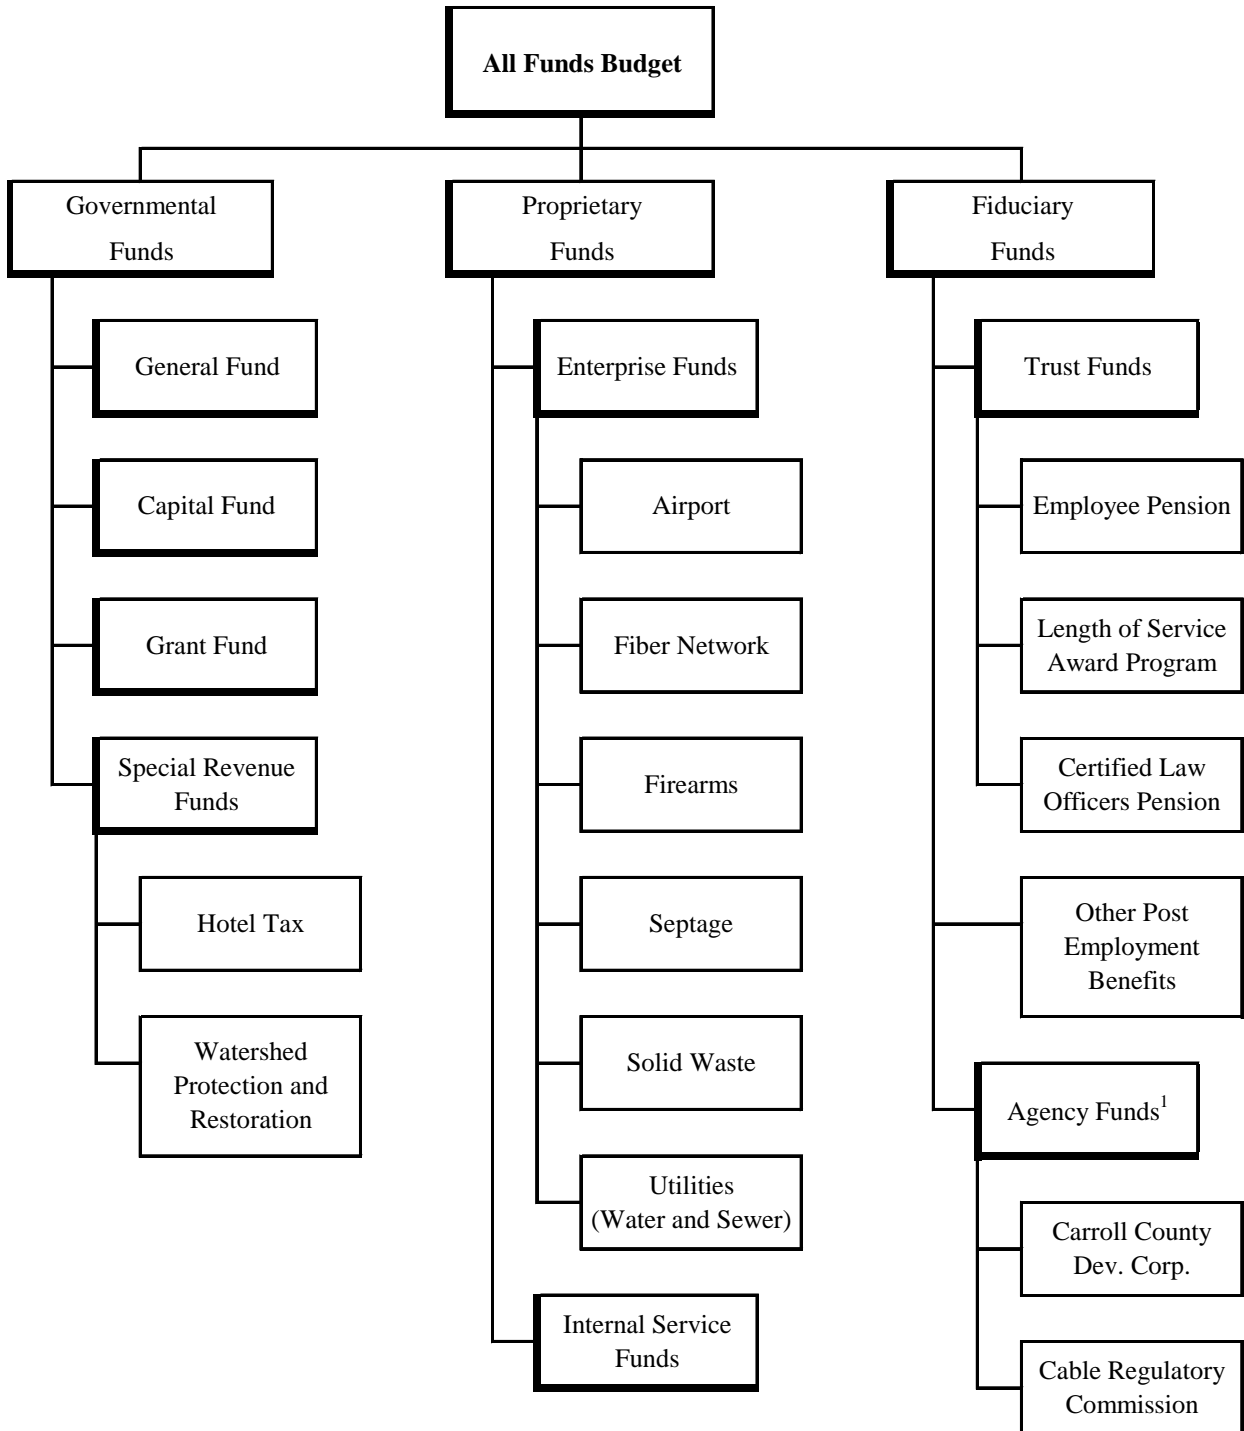 All Funds Budget
Governmental
Funds
Proprietary
Funds
Fiduciary
Funds
General Fund
Capital Fund
Grant Fund
Special Revenue
Funds
Hotel Tax
Watershed
Protection and
Restoration
Enterprise Funds
Airport
Fiber Network
Firearms
Septage
Solid Waste
Utilities
(Water and Sewer)
Internal Service
Funds
Trust Funds
Employee Pension
Length of Service
Award Program
Certified Law
Officers Pension
Other Post
Employment
Benefits
Agency Funds¹
Carroll County
Dev. Corp.
Cable Regulatory
Commission